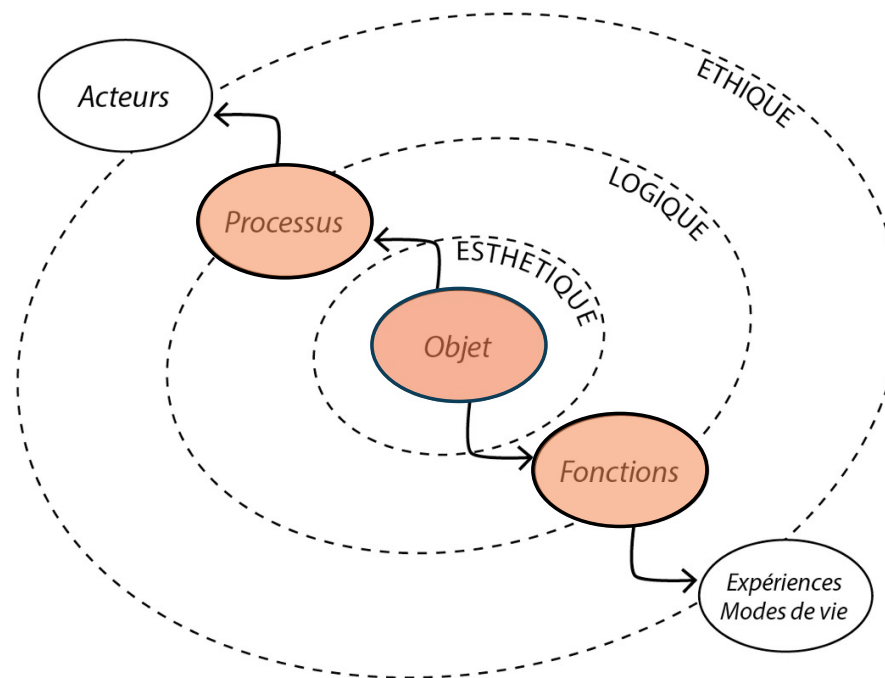 ETHIQUE
Acteurs
LOGIQUE
Processus
ESTHETIQUE
Objet
Fonctions
Expériences
Modes de vie